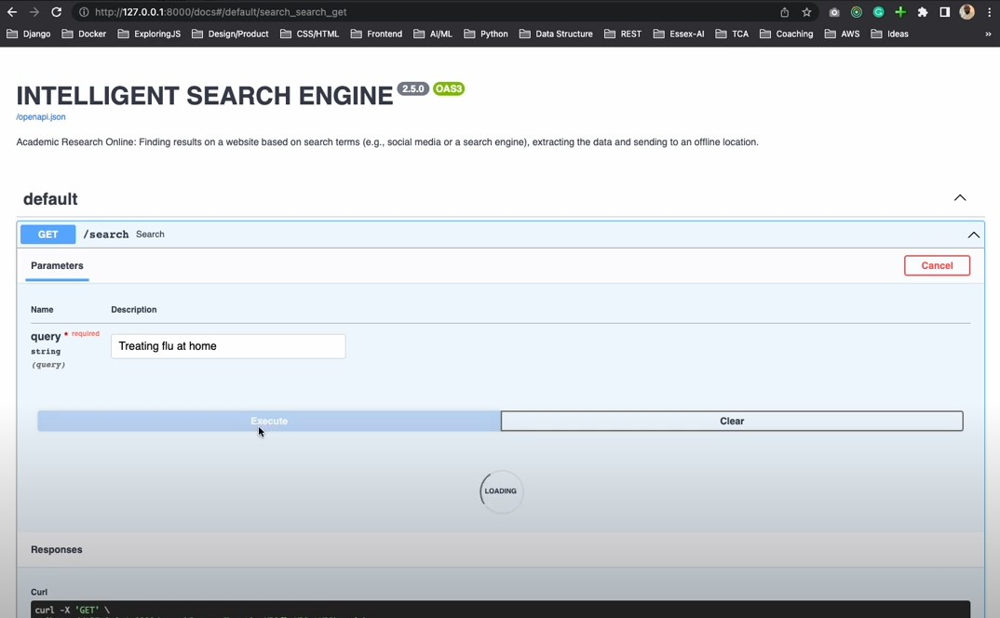 http://127.0.0.1:8000/docs#/default/search_search_get
Django Docker ExploringJS Design/Product CSS/HTML Frontend AI/ML Python Data Structure REST Essex-AI TCA Coaching AWS Ideas »
INTELLIGENT SEARCH ENGINE 2.5.0 OAS3
/openapi.json
Academic Research Online: Finding results on a website based on search terms (e.g., social media or a search engine), extracting the data and sending to an offline location.
default
GET /search Search
Parameters Cancel
Name Description
query * required
string
(query)
Treating flu at home
Execute Clear
LOADING
Responses
Curl
curl -X 'GET' \